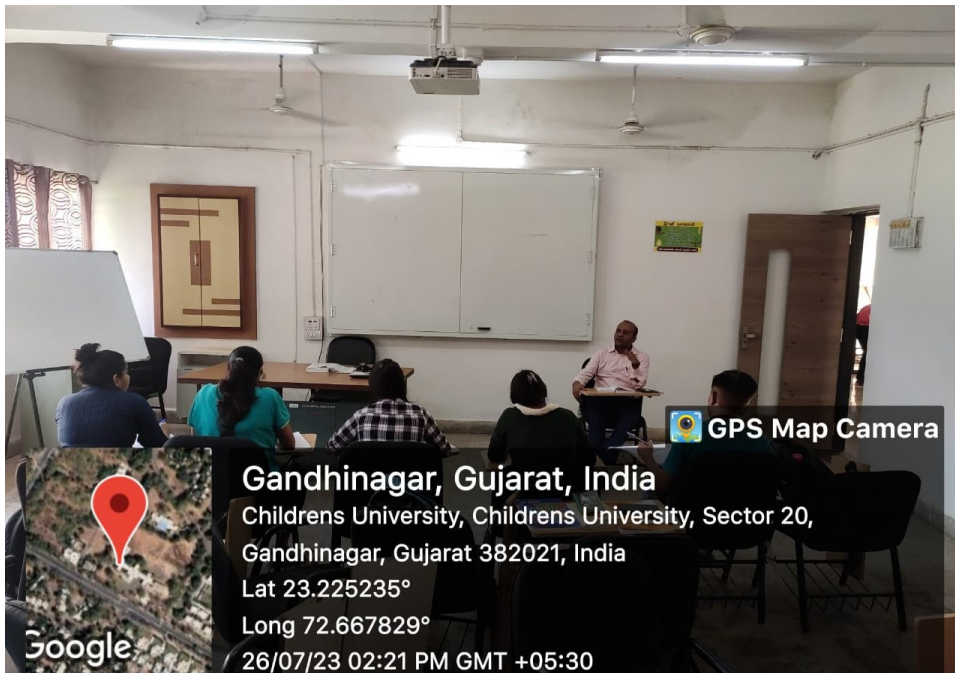 GPS Map Camera
Gandhinagar, Gujarat, India
Childrens University, Childrens University, Sector 20,
Gandhinagar, Gujarat 382021, India
Lat 23.225235°
Long 72.667829°
26/07/23 02:21 PM GMT +05:30
Google